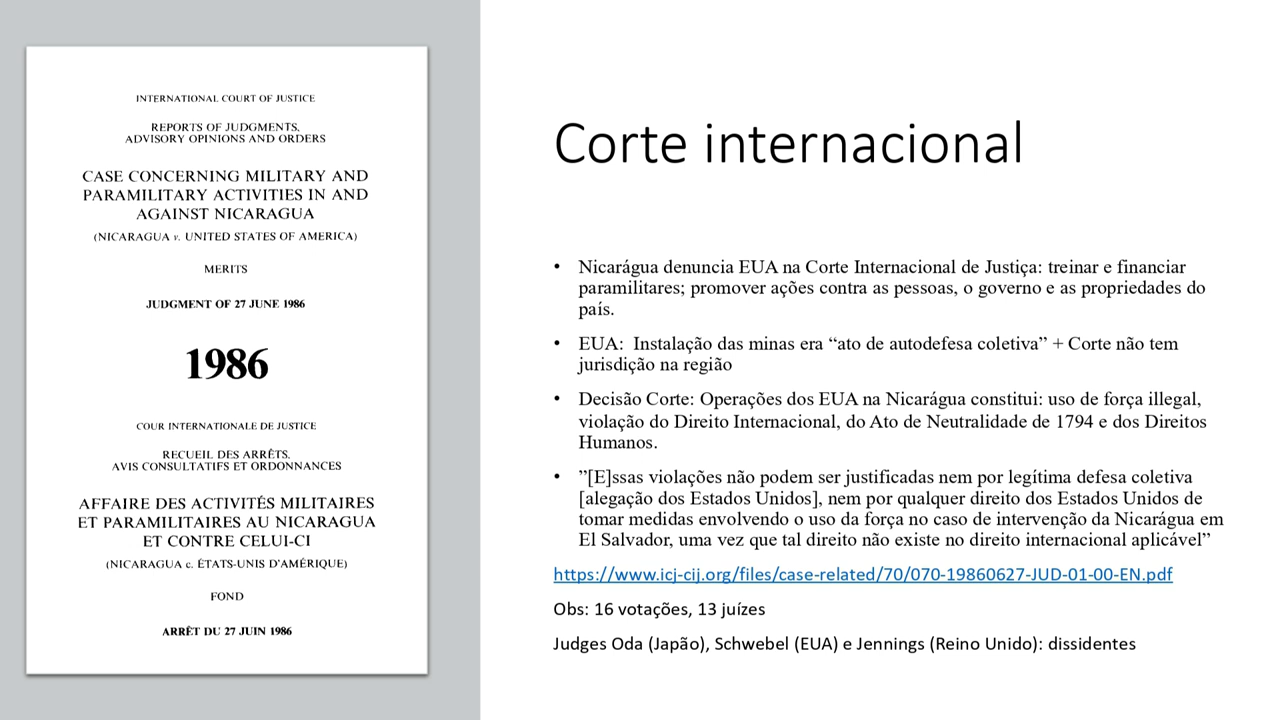 INTERNATIONAL COURT OF JUSTICE
REPORTS OF JUDGMENTS,
ADVISORY OPINIONS AND ORDERS
CASE CONCERNING MILITARY AND
PARAMILITARY ACTIVITIES IN AND
AGAINST NICARAGUA
(NICARAGUA v. UNITED STATES OF AMERICA)
MERITS
JUDGMENT OF 27 JUNE 1986
1986
COUR INTERNATIONALE DE JUSTICE
RECUEIL DES ARRÊTS,
AVIS CONSULTATIFS ET ORDONNANCES
AFFAIRE DES ACTIVITÉS MILITAIRES
ET PARAMILITAIRES AU NICARAGUA
ET CONTRE CELUI-CI
(NICARAGUA c. ÉTATS-UNIS D'AMÉRIQUE)
FOND
ARRÊT DU 27 JUIN 1986
Corte internacional
• Nicarágua denuncia EUA na Corte Internacional de Justiça: treinar e financiar
paramilitares; promover ações contra as pessoas, o governo e as propriedades do
país.
• EUA: Instalação das minas era “ato de autodefesa coletiva” + Corte não tem
jurisdição na região
• Decisão Corte: Operações dos EUA na Nicarágua constitui: uso de força illegal,
violação do Direito Internacional, do Ato de Neutralidade de 1794 e dos Direitos
Humanos.
• ”[E]ssas violações não podem ser justificadas nem por legítima defesa coletiva
[alegação dos Estados Unidos], nem por qualquer direito dos Estados Unidos de
tomar medidas envolvendo o uso da força no caso de intervenção da Nicarágua em
El Salvador, uma vez que tal direito não existe no direito internacional aplicável”
https://www.icj-cij.org/files/case-related/70/070-19860627-JUD-01-00-EN.pdf
Obs: 16 votações, 13 juízes
Judges Oda (Japão), Schwebel (EUA) e Jennings (Reino Unido): dissidentes